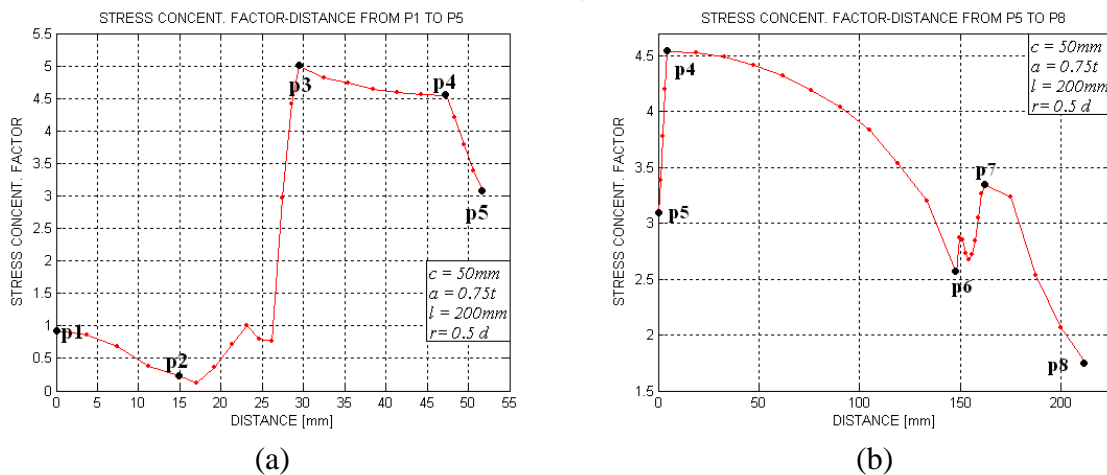 STRESS CONCENT. FACTOR-DISTANCE FROM P1 TO P5
STRESS CONCENT. FACTOR
5.5
5
4.5
4
3.5
3
2.5
2
1.5
1
0.5
0
p1
p2
p3
p4
p5
c = 50mm
a = 0.75t
l = 200mm
r= 0.5 d
0 5 10 15 20 25 30 35 40 45 50 55
DISTANCE [mm]
(a)
STRESS CONCENT. FACTOR-DISTANCE FROM P5 TO P8
STRESS CONCENT. FACTOR
4.5
4
3.5
3
2.5
2
1.5
p4
p5
p6
p7
p8
c = 50mm
a = 0.75t
l = 200mm
r= 0.5 d
0 50 100 150 200
DISTANCE [mm]
(b)